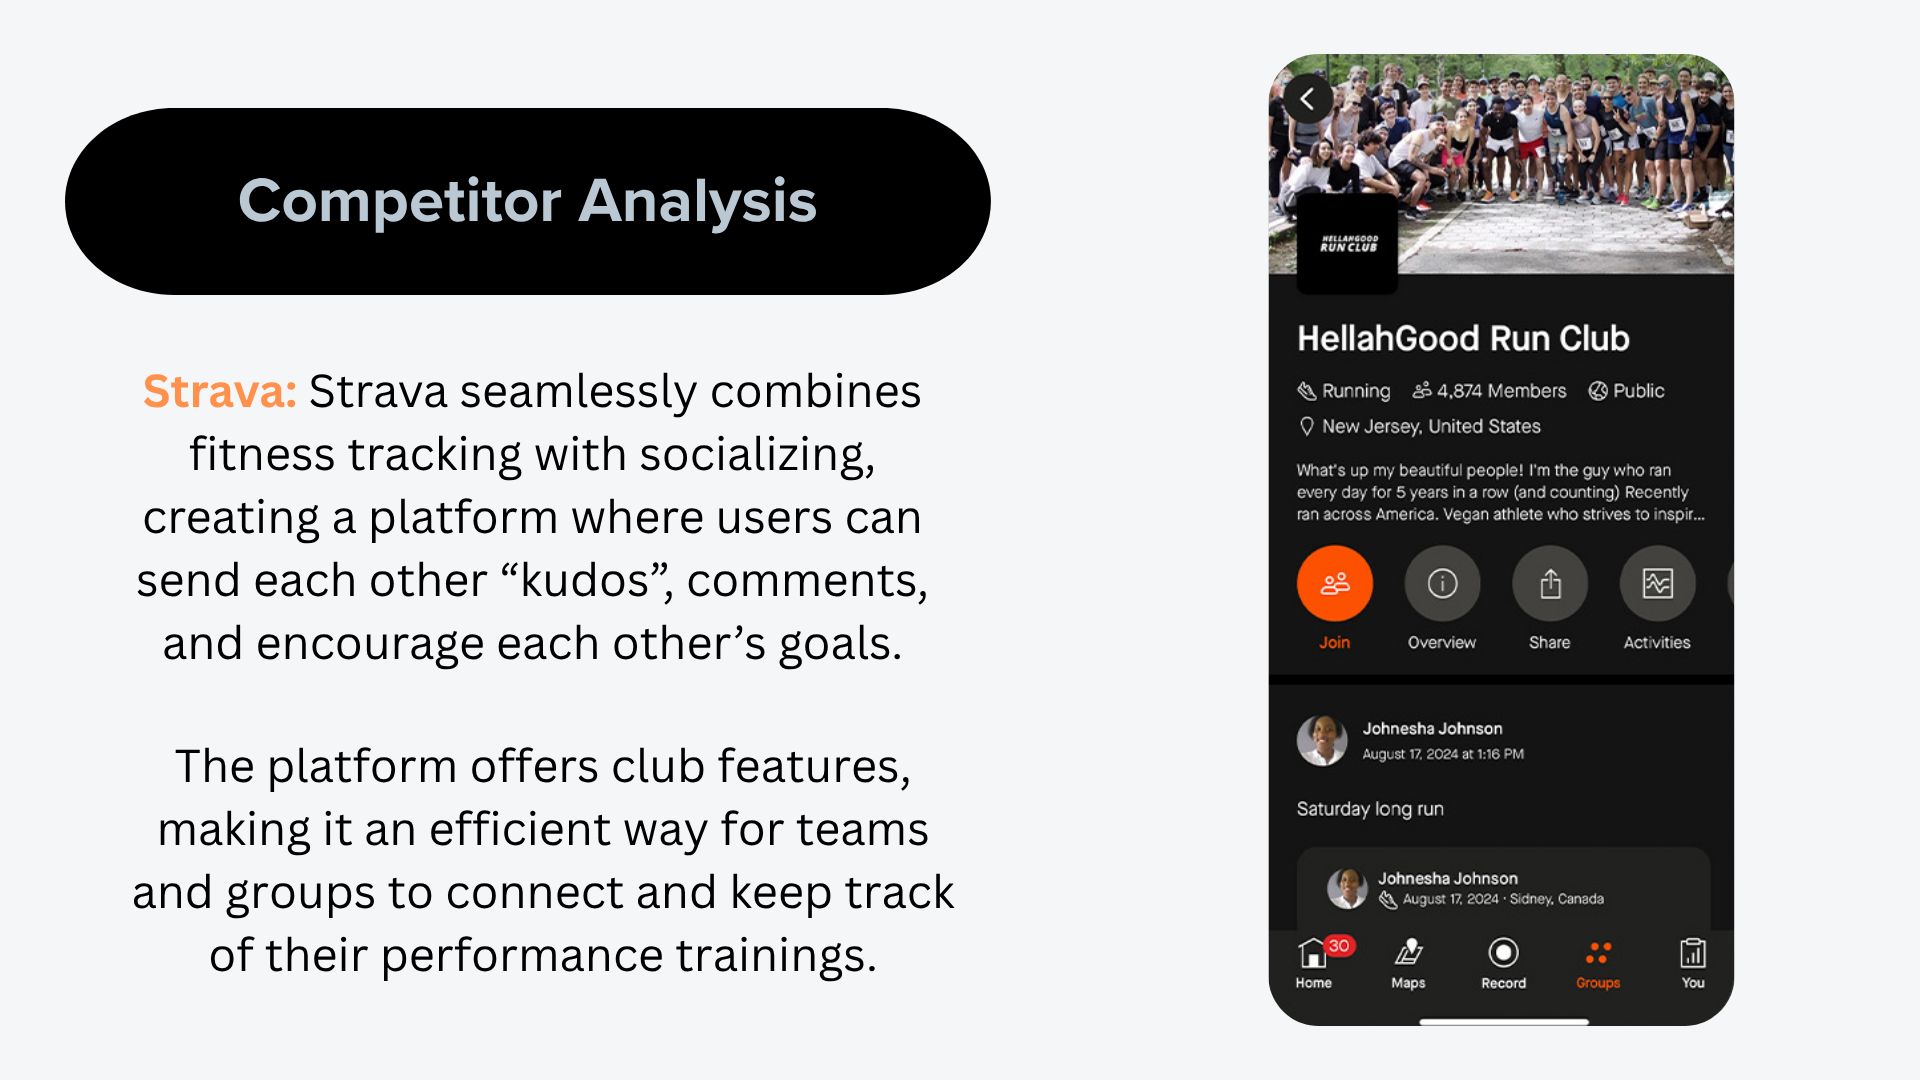 Competitor Analysis
Strava: Strava seamlessly combines
fitness tracking with socializing,
creating a platform where users can
send each other “kudos”, comments,
and encourage each other’s goals.
The platform offers club features,
making it an efficient way for teams
and groups to connect and keep track
of their performance trainings.
HELLAHGOOD
RUN CLUB
HellahGood Run Club
Running 4,874 Members Public
New Jersey, United States
What's up my beautiful people! I'm the guy who ran
every day for 5 years in a row (and counting) Recently
ran across America. Vegan athlete who strives to inspir...
Join Overview Share Activities
Johnesha Johnson
August 17, 2024 at 1:16 PM
Saturday long run
Johnesha Johnson
August 17, 2024 · Sidney, Canada
30
Home Maps Record Groups You